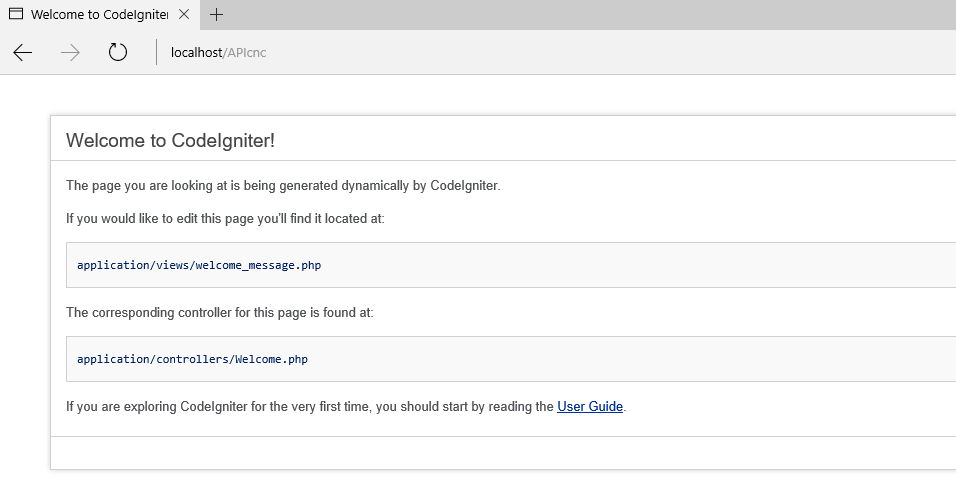 Welcome to CodeIgniter
localhost/APIcnc
Welcome to CodeIgniter!
The page you are looking at is being generated dynamically by CodeIgniter.
If you would like to edit this page you'll find it located at:
application/views/welcome_message.php
The corresponding controller for this page is found at:
application/controllers/Welcome.php
If you are exploring CodeIgniter for the very first time, you should start by reading the User Guide.